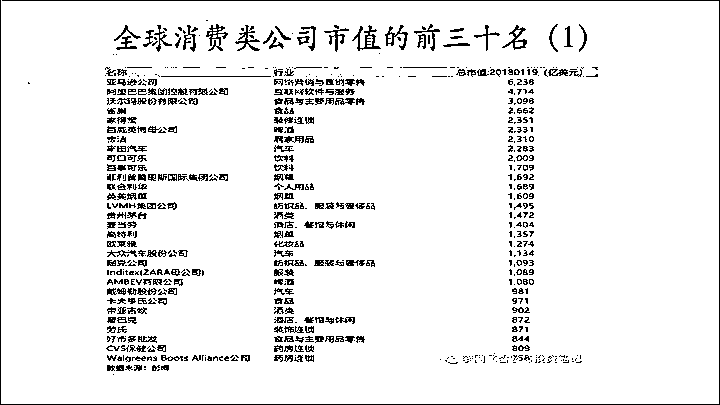 全球消费类公司市值的前三十名 (1)
名称 行业 总市值:20180119 (亿美元)
亚马逊公司 网络营销与直销零售 6,238
阿里巴巴集团控股有限公司 互联网软件与服务 4,714
沃尔玛股份有限公司 食品与主要用品零售 3,098
雀巢 食品 2,662
家得宝 装修连锁 2,351
百威英博母公司 啤酒 2,331
宝洁 居家用品 2,310
丰田汽车 汽车 2,283
可口可乐 饮料 2,009
百事可乐 饮料 1,709
菲利普莫里斯国际集团公司 烟草 1,692
联合利华 个人用品 1,689
英美烟草 烟草 1,609
LVMH集团公司 纺织品、服装与奢侈品 1,495
贵州茅台 酒类 1,472
麦当劳 酒店、餐馆与休闲 1,404
高特利 烟草 1,357
欧莱雅 化妆品 1,274
大众汽车股份公司 汽车 1,134
耐克公司 纺织品、服装与奢侈品 1,093
Inditex(ZARA母公司) 服装 1,089
AMBEV有限公司 啤酒 1,080
戴姆勒股份公司 汽车 981
卡夫亨氏公司 食品 971
帝亚吉欧 酒类 902
星巴克 酒店、餐馆与休闲 872
劳氏 装饰连锁 871
好市多批发 食品与主要用品零售 844
CVS保健公司 药房连锁 809
Walgreens Boots Alliance公司 药房连锁
数据来源：彭博